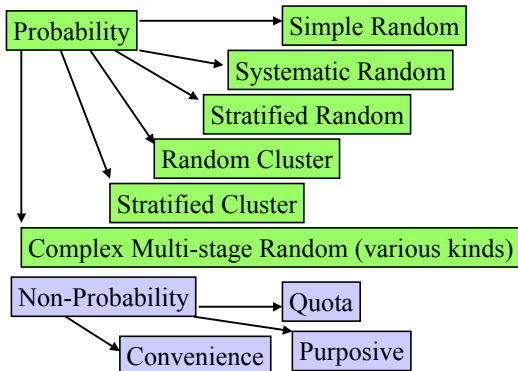 Probability
Simple Random
Systematic Random
Stratified Random
Random Cluster
Stratified Cluster
Complex Multi-stage Random (various kinds)
Non-Probability
Quota
Purposive
Convenience